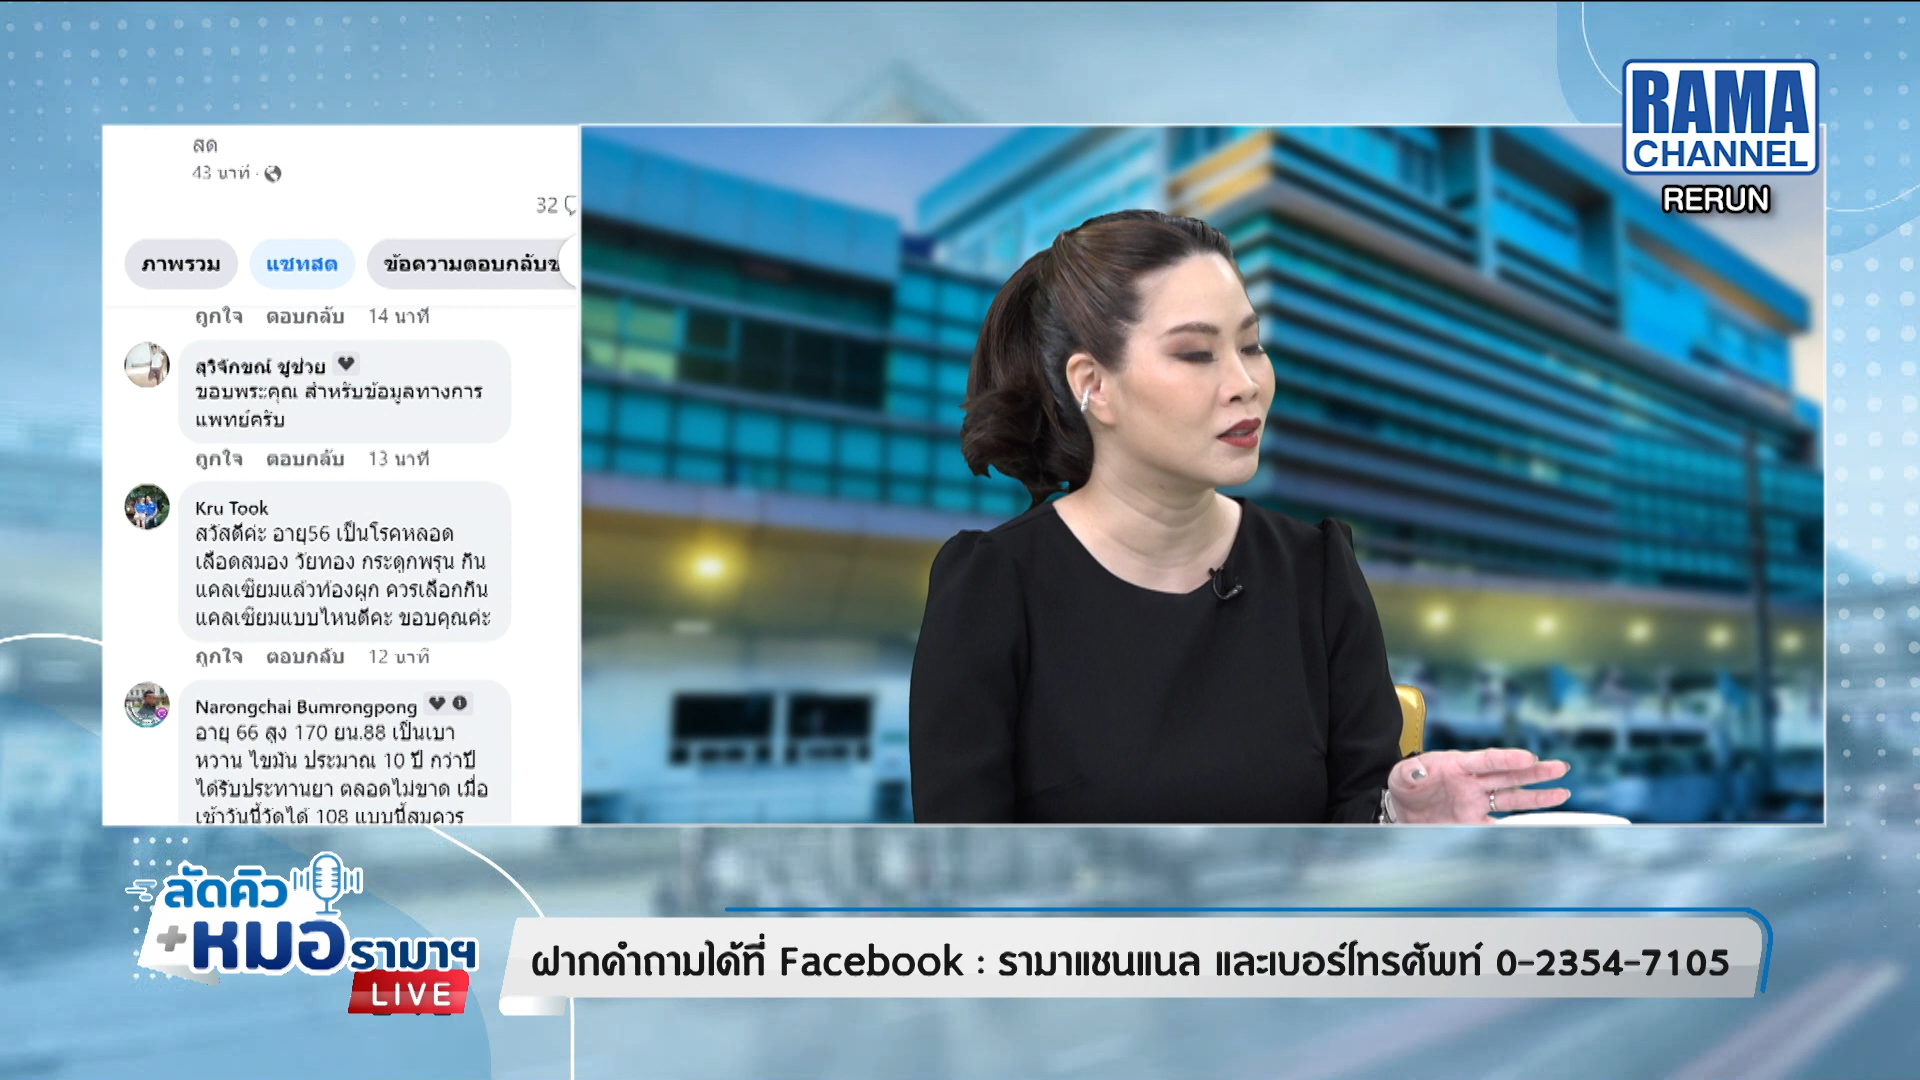 RAMA
CHANNEL
RERUN
สด
43 นาที ·
32
ภาพรวม
แชทสด
ข้อความตอบกลับข
ถูกใจ ตอบกลับ 14 นาที
สุวิจักขณ์ ชูช่วย
ขอบพระคุณ สำหรับข้อมูลทางการ
แพทย์ครับ
ถูกใจ ตอบกลับ 13 นาที
Kru Took
สวัสดีค่ะ อายุ56 เป็นโรคหลอด
เลือดสมอง วัยทอง กระดูกพรุน กิน
แคลเซียมแล้วท้องผูก ควรเลือกกิน
แคลเซียมแบบไหนดีคะ ขอบคุณค่ะ
ถูกใจ ตอบกลับ 12 นาที
Narongchai Bumrongpong
อายุ 66 สูง 170 ยน.88 เป็นเบา
หวาน ไขมัน ประมาณ 10 ปี กว่าปี
ได้รับประทานยา ตลอดไม่ขาด เมื่อ
เช้าวันนี้วัดได้ 108 แบบนี้สมควร
ลัดคิว
หมอรามาฯ
LIVE
ฝากคำถามได้ที่ Facebook : รามาแชนแนล และเบอร์โทรศัพท์ 0-2354-7105